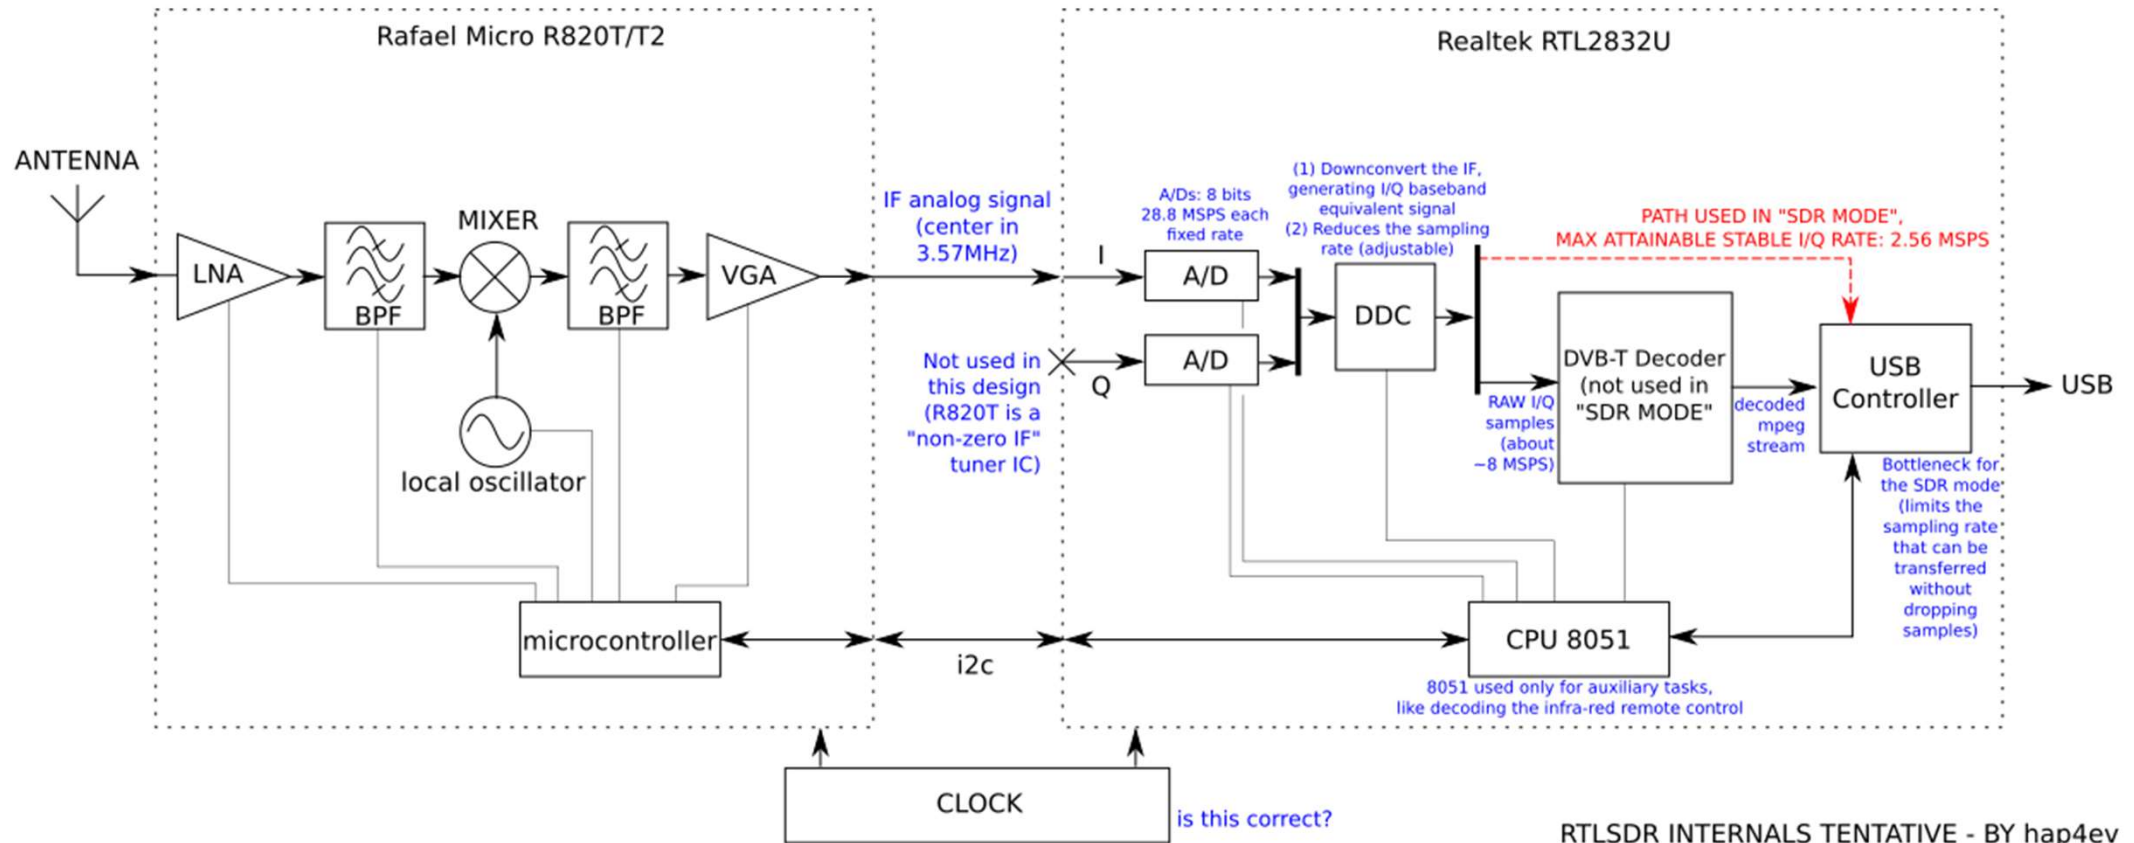 Rafael Micro R820T/T2
Realtek RTL2832U
ANTENNA
LNA
BPF
MIXER
BPF
VGA
local oscillator
microcontroller
IF analog signal
(center in
3.57MHz)
Not used in
this design
(R820T is a
"non-zero IF"
tuner IC)
i2c
I
Q
A/Ds: 8 bits
28.8 MSPS each
fixed rate
A/D
A/D
(1) Downconvert the IF,
generating I/Q baseband
equivalent signal
(2) Reduces the sampling
rate (adjustable)
DDC
PATH USED IN "SDR MODE",
MAX ATTAINABLE STABLE I/Q RATE: 2.56 MSPS
RAW I/Q
samples
(about
~8 MSPS)
DVB-T Decoder
(not used in
"SDR MODE"
decoded
mpeg
stream
USB
Controller
USB
Bottleneck for
the SDR mode
(limits the
sampling rate
that can be
transferred
without
dropping
samples)
CPU 8051
8051 used only for auxiliary tasks,
like decoding the infra-red remote control
CLOCK
is this correct?
RTLSDR INTERNALS TENTATIVE - BY hap4ev